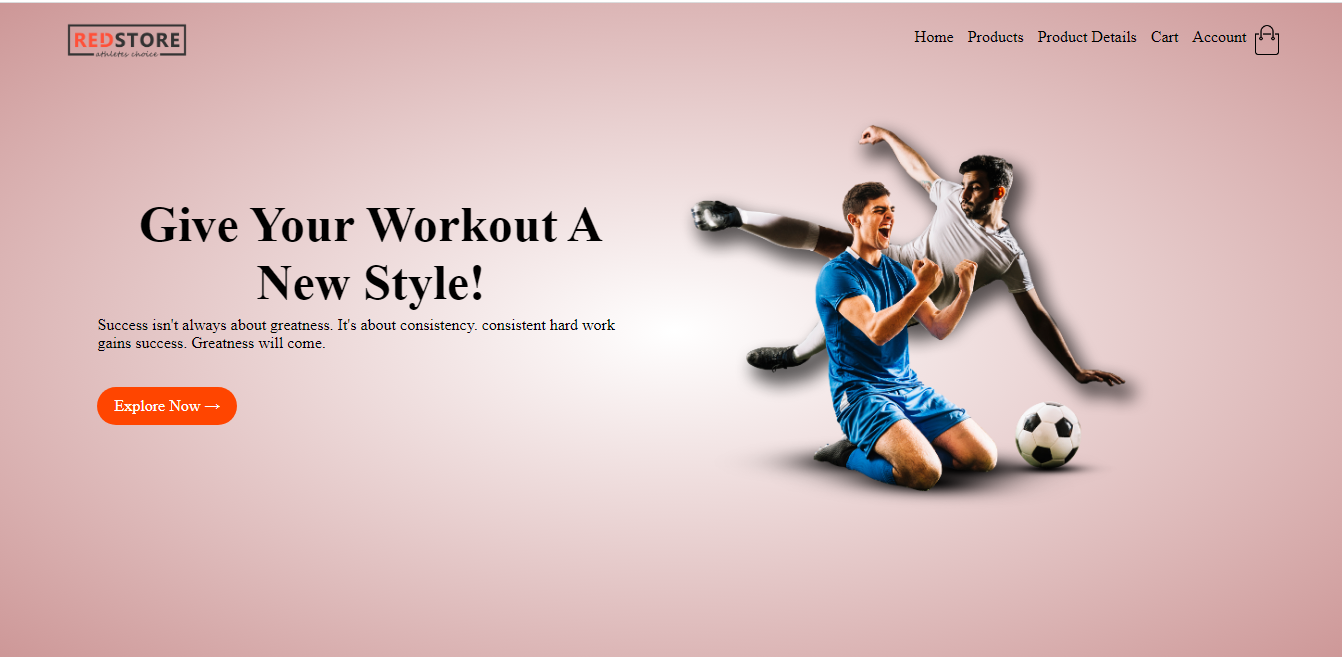 REDSTORE
athletes choice
Home Products Product Details Cart Account
Give Your Workout A
New Style!
Success isn't always about greatness. It's about consistency. consistent hard work
gains success. Greatness will come.
Explore Now →